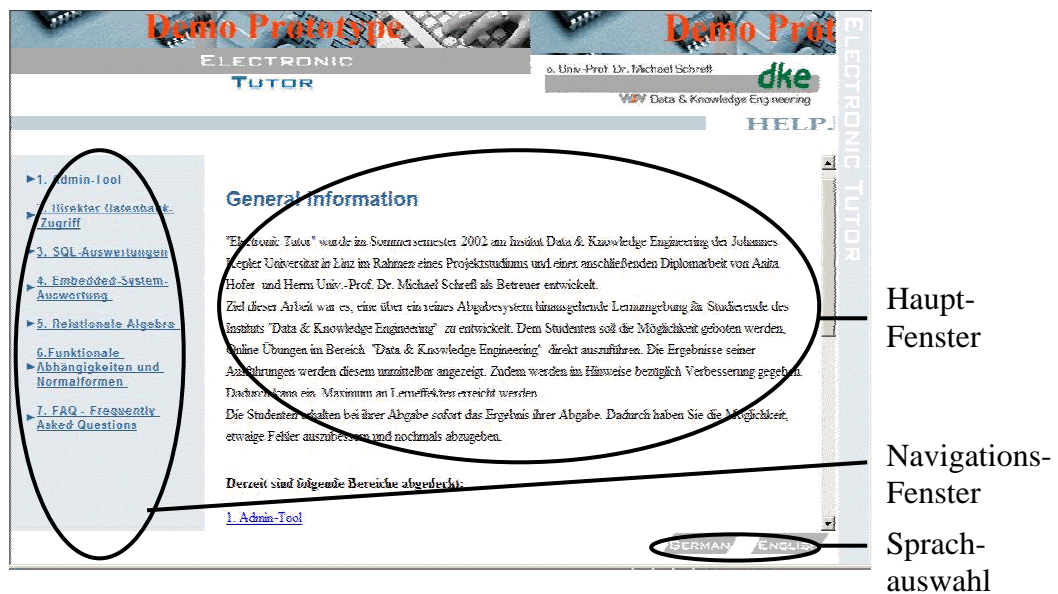 Demo Prototype
Demo Prot
ELECTRONIC
TUTOR
o. Univ-Prof. Dr. Michael Schrefl
dke
Data & Knowledge Engineering
HELP.
ELECTRONIC TUTOR
1. Admin-Tool
2. Direkter Datenbank-
Zugriff
3. SQL-Auswertungen
4. Embedded-System-
Auswertung
5. Relationale Algebra
6.Funktionale
Abhängigkeiten und
Normalformen
7. FAQ - Frequently
Asked Questions
General Information
"Electronic Tutor" wurde im Sommersemester 2002 am Institut Data & Knowledge Engineering der Johannes
Kepler Universität in Linz im Rahmen eines Projektstudiums und einer anschließenden Diplomarbeit von Anita
Hofer und Herrn Univ.-Prof. Dr. Michael Schrefl als Betreuer entwickelt.
Ziel dieser Arbeit war es, eine über ein reines Abgabesystem hinausgehende Lernumgebung für Studierende des
Instituts "Data & Knowledge Engineering" zu entwickelt. Dem Studenten soll die Möglichkeit geboten werden,
Online Übungen im Bereich "Data & Knowledge Engineering" direkt auszuführen. Die Ergebnisse seiner
Ausführungen werden diesem unmittelbar angezeigt. Zudem werden im Hinweise bezüglich Verbesserung gegeben.
Dadurch kann ein Maximum an Lerneffekten erreicht werden.
Die Studenten erhalten bei ihrer Abgabe sofort das Ergebnis ihrer Abgabe. Dadurch haben Sie die Möglichkeit,
etwaige Fehler auszubessern und nochmals abzugeben.
Derzeit sind folgende Bereiche abgedeckt:
1. Admin-Tool
GERMAN
ENGLIS
Haupt-
Fenster
Navigations-
Fenster
Sprach-
auswahl